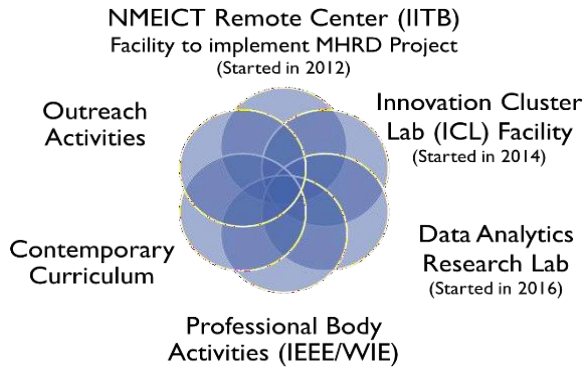 NMEICT Remote Center (IITB)
Facility to implement MHRD Project
(Started in 2012)
Outreach
Activities
Innovation Cluster
Lab (ICL) Facility
(Started in 2014)
Contemporary
Curriculum
Data Analytics
Research Lab
(Started in 2016)
Professional Body
Activities (IEEE/WIE)